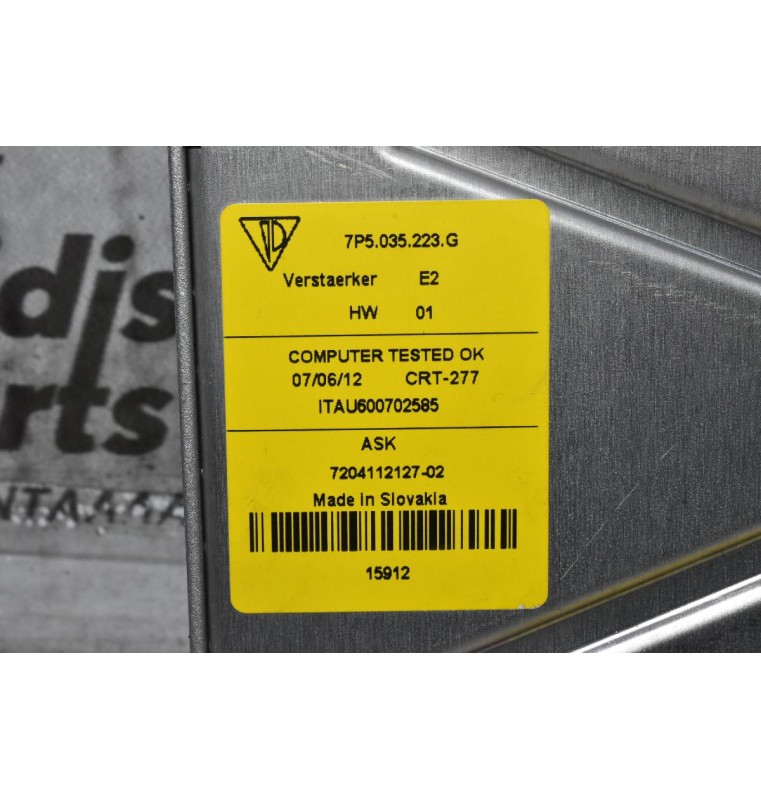 7P5.035.223.G
Verstaerker E2
HW 01
COMPUTER TESTED OK
07/06/12 CRT-277
ITAU600702585
ASK
7204112127-02
Made in Slovakia
15912